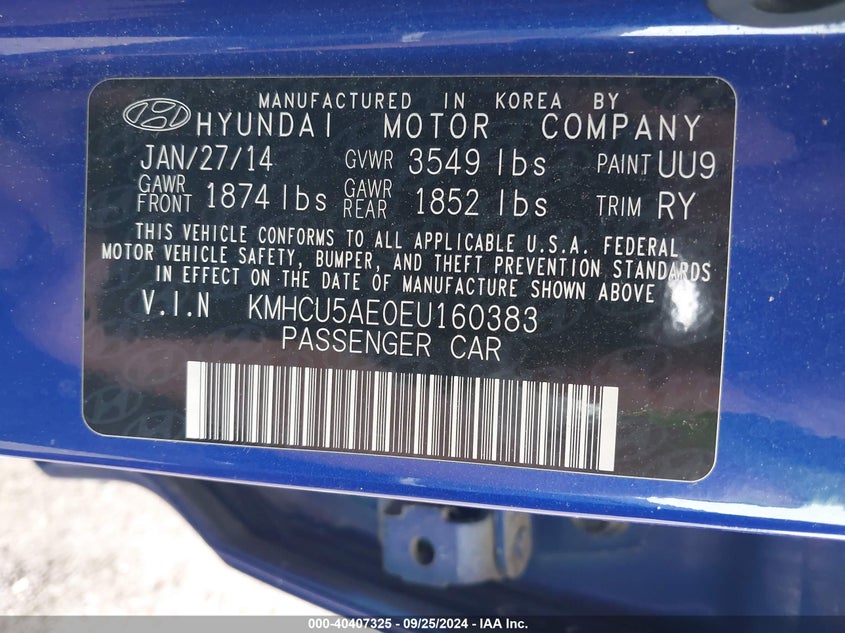 MANUFACTURED IN KOREA BY
HYUNDAI MOTOR COMPANY
JAN/27/14 GVWR 3549 lbs PAINT UU9
GAWR FRONT 1874 lbs GAWR REAR 1852 lbs TRIM RY
THIS VEHICLE CONFORMS TO ALL APPLICABLE U.S.A. FEDERAL
MOTOR VEHICLE SAFETY, BUMPER, AND THEFT PREVENTION STANDARDS
IN EFFECT ON THE DATE OF MANUFACTURE SHOWN ABOVE
V.I.N KMHCU5AE0EU160383
PASSENGER CAR
000-40407325 - 09/25/2024 - IAA Inc.